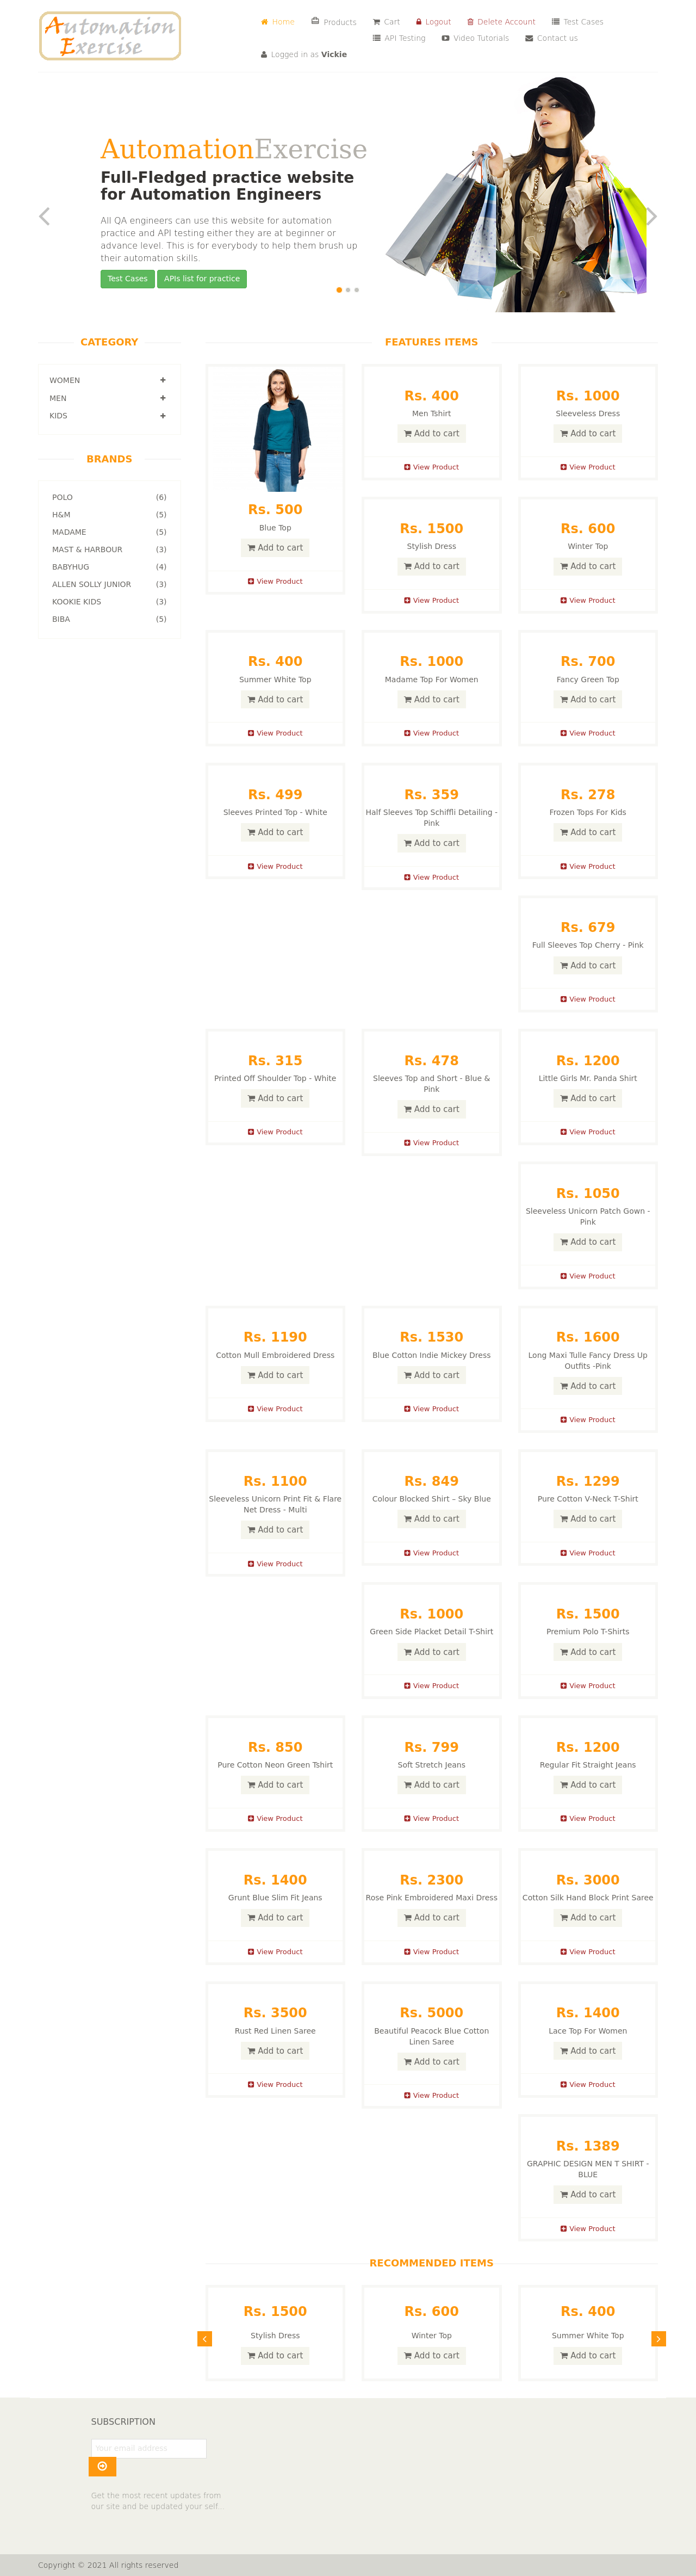 Automation
Exercise
Home Products Cart Logout Delete Account Test Cases
API Testing Video Tutorials Contact us
Logged in as Vickie
AutomationExercise
Full-Fledged practice website
for Automation Engineers
All QA engineers can use this website for automation
practice and API testing either they are at beginner or
advance level. This is for everybody to help them brush up
their automation skills.
Test Cases APIs list for practice
CATEGORY
WOMEN
MEN
KIDS
BRANDS
POLO (6)
H&M (5)
MADAME (5)
MAST & HARBOUR (3)
BABYHUG (4)
ALLEN SOLLY JUNIOR (3)
KOOKIE KIDS (3)
BIBA (5)
FEATURES ITEMS
Rs. 500
Blue Top
Add to cart
View Product
Rs. 400
Men Tshirt
Add to cart
View Product
Rs. 1000
Sleeveless Dress
Add to cart
View Product
Rs. 1500
Stylish Dress
Add to cart
View Product
Rs. 600
Winter Top
Add to cart
View Product
Rs. 400
Summer White Top
Add to cart
View Product
Rs. 1000
Madame Top For Women
Add to cart
View Product
Rs. 700
Fancy Green Top
Add to cart
View Product
Rs. 499
Sleeves Printed Top - White
Add to cart
View Product
Rs. 359
Half Sleeves Top Schiffli Detailing -
Pink
Add to cart
View Product
Rs. 278
Frozen Tops For Kids
Add to cart
View Product
Rs. 679
Full Sleeves Top Cherry - Pink
Add to cart
View Product
Rs. 315
Printed Off Shoulder Top - White
Add to cart
View Product
Rs. 478
Sleeves Top and Short - Blue &
Pink
Add to cart
View Product
Rs. 1200
Little Girls Mr. Panda Shirt
Add to cart
View Product
Rs. 1050
Sleeveless Unicorn Patch Gown -
Pink
Add to cart
View Product
Rs. 1190
Cotton Mull Embroidered Dress
Add to cart
View Product
Rs. 1530
Blue Cotton Indie Mickey Dress
Add to cart
View Product
Rs. 1600
Long Maxi Tulle Fancy Dress Up
Outfits -Pink
Add to cart
View Product
Rs. 1100
Sleeveless Unicorn Print Fit & Flare
Net Dress - Multi
Add to cart
View Product
Rs. 849
Colour Blocked Shirt – Sky Blue
Add to cart
View Product
Rs. 1299
Pure Cotton V-Neck T-Shirt
Add to cart
View Product
Rs. 1000
Green Side Placket Detail T-Shirt
Add to cart
View Product
Rs. 1500
Premium Polo T-Shirts
Add to cart
View Product
Rs. 850
Pure Cotton Neon Green Tshirt
Add to cart
View Product
Rs. 799
Soft Stretch Jeans
Add to cart
View Product
Rs. 1200
Regular Fit Straight Jeans
Add to cart
View Product
Rs. 1400
Grunt Blue Slim Fit Jeans
Add to cart
View Product
Rs. 2300
Rose Pink Embroidered Maxi Dress
Add to cart
View Product
Rs. 3000
Cotton Silk Hand Block Print Saree
Add to cart
View Product
Rs. 3500
Rust Red Linen Saree
Add to cart
View Product
Rs. 5000
Beautiful Peacock Blue Cotton
Linen Saree
Add to cart
View Product
Rs. 1400
Lace Top For Women
Add to cart
View Product
Rs. 1389
GRAPHIC DESIGN MEN T SHIRT -
BLUE
Add to cart
View Product
RECOMMENDED ITEMS
Rs. 1500
Stylish Dress
Add to cart
Rs. 600
Winter Top
Add to cart
Rs. 400
Summer White Top
Add to cart
SUBSCRIPTION
Your email address
Get the most recent updates from
our site and be updated your self...
Copyright © 2021 All rights reserved